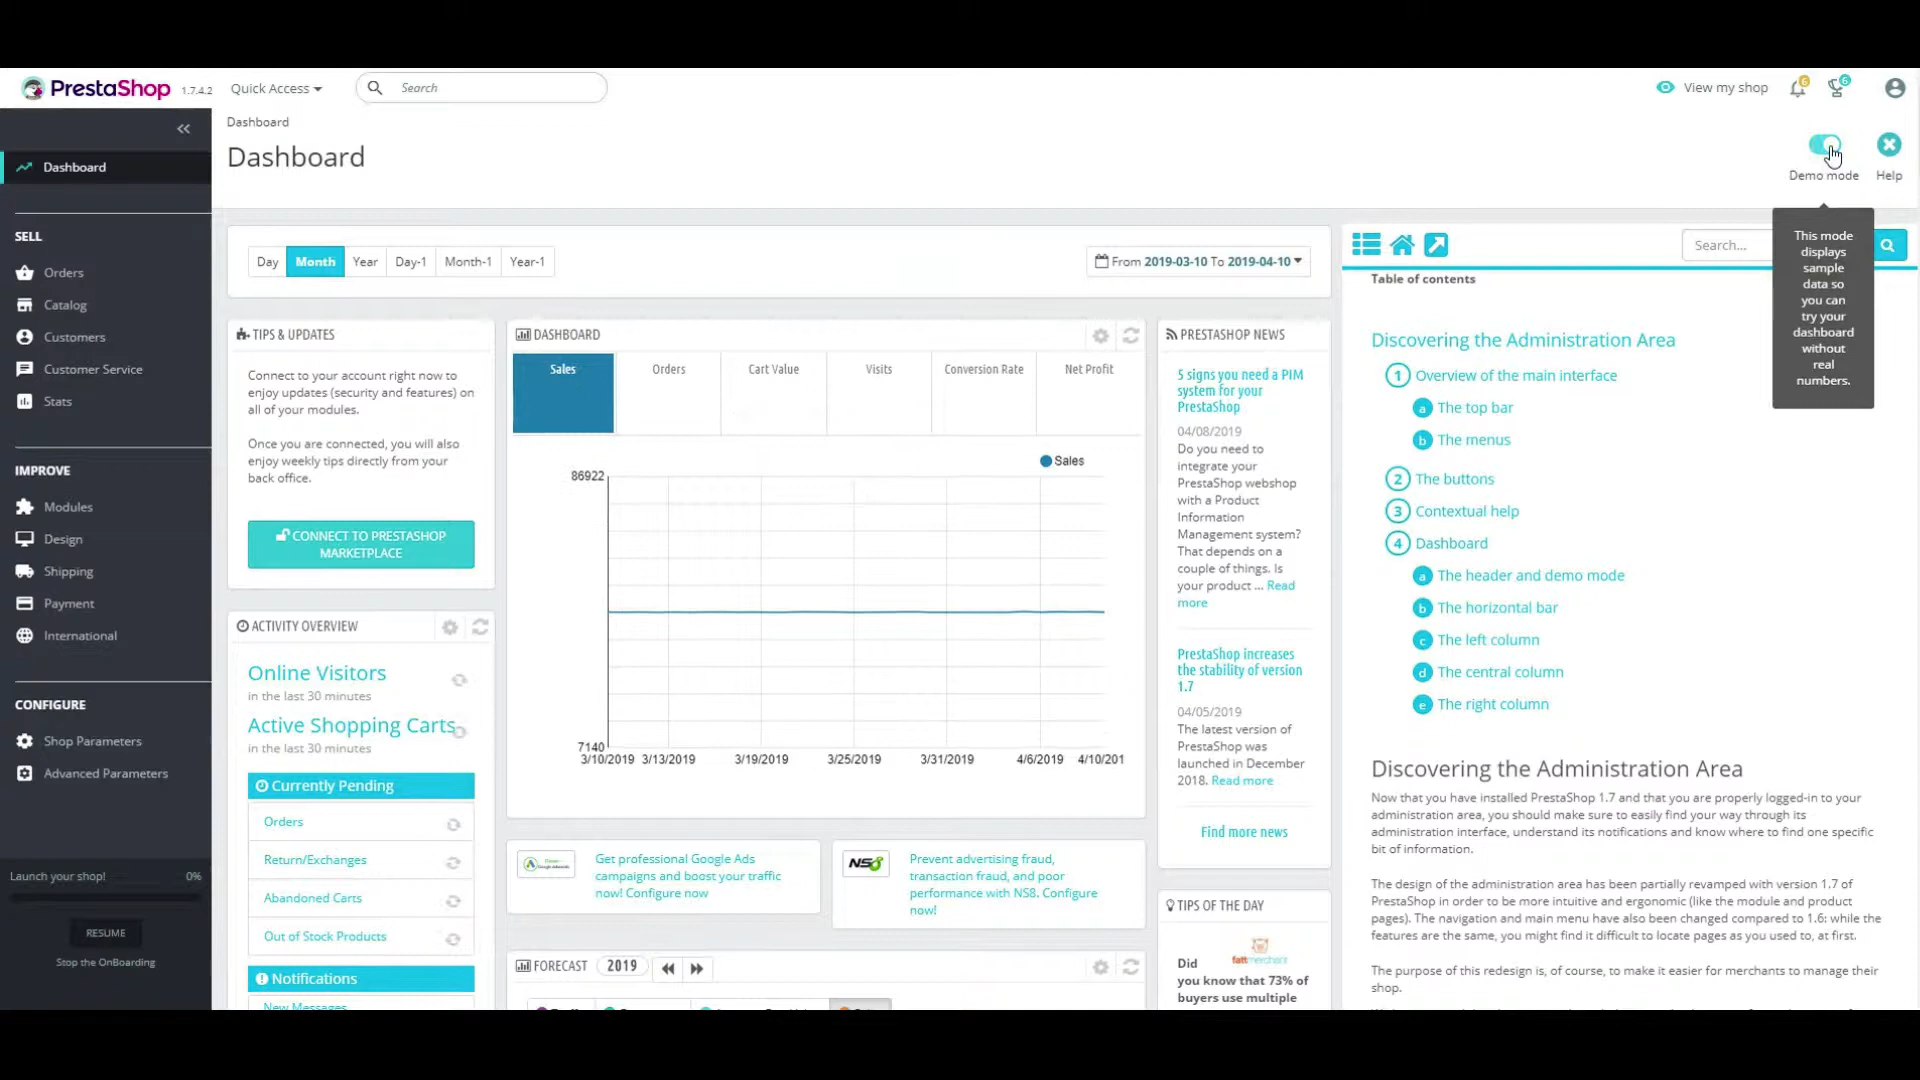 PrestaShop 1.7.4.2
Quick Access
Search
View my shop
6
6
Dashboard
Dashboard
Demo mode
Help
This mode
displays
sample
data so
you can
try your
dashboard
without
real
numbers.
Dashboard
SELL
Orders
Catalog
Customers
Customer Service
Stats
IMPROVE
Modules
Design
Shipping
Payment
International
CONFIGURE
Shop Parameters
Advanced Parameters
Launch your shop! 0%
RESUME
Stop the OnBoarding
Day Month Year Day-1 Month-1 Year-1
From 2019-03-10 To 2019-04-10
TIPS & UPDATES
Connect to your account right now to
enjoy updates (security and features) on
all of your modules.
Once you are connected, you will also
enjoy weekly tips directly from your
back office.
CONNECT TO PRESTASHOP
MARKETPLACE
ACTIVITY OVERVIEW
Online Visitors
in the last 30 minutes
Active Shopping Carts
in the last 30 minutes
Currently Pending
Orders
Return/Exchanges
Abandoned Carts
Out of Stock Products
Notifications
New Messages
DASHBOARD
Sales Orders Cart Value Visits Conversion Rate Net Profit
Sales
86922
7140
3/10/2019 3/13/2019 3/19/2019 3/25/2019 3/31/2019 4/6/2019 4/10/201
Get professional Google Ads
campaigns and boost your traffic
now! Configure now
NS8
Prevent advertising fraud,
transaction fraud, and poor
performance with NS8. Configure
now!
FORECAST 2019
PRESTASHOP NEWS
5 signs you need a PIM
system for your
PrestaShop
04/08/2019
Do you need to
integrate your
PrestaShop webshop
with a Product
Information
Management system?
That depends on a
couple of things. Is
your product ... Read
more
PrestaShop increases
the stability of version
1.7
04/05/2019
The latest version of
PrestaShop was
launched in December
2018. Read more
Find more news
TIPS OF THE DAY
fattmerchant
Did
you know that 73% of
buyers use multiple
Search...
Table of contents
Discovering the Administration Area
1 Overview of the main interface
a The top bar
b The menus
2 The buttons
3 Contextual help
4 Dashboard
a The header and demo mode
b The horizontal bar
c The left column
d The central column
e The right column
Discovering the Administration Area
Now that you have installed PrestaShop 1.7 and that you are properly logged-in to your
administration area, you should make sure to easily find your way through its
administration interface, understand its notifications and know where to find one specific
bit of information.
The design of the administration area has been partially revamped with version 1.7 of
PrestaShop in order to be more intuitive and ergonomic (like the module and product
pages). The navigation and main menu have also been changed compared to 1.6: while the
features are the same, you might find it difficult to locate pages as you used to, at first.
The purpose of this redesign is, of course, to make it easier for merchants to manage their
shop.